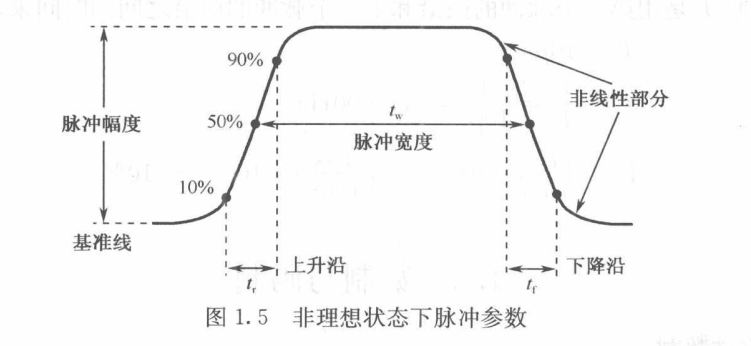 90%
非线性部分
脉冲幅度
50%
t_w
脉冲宽度
10%
基准线
上升沿
下降沿
t_r
t_f
图 1.5 非理想状态下脉冲参数